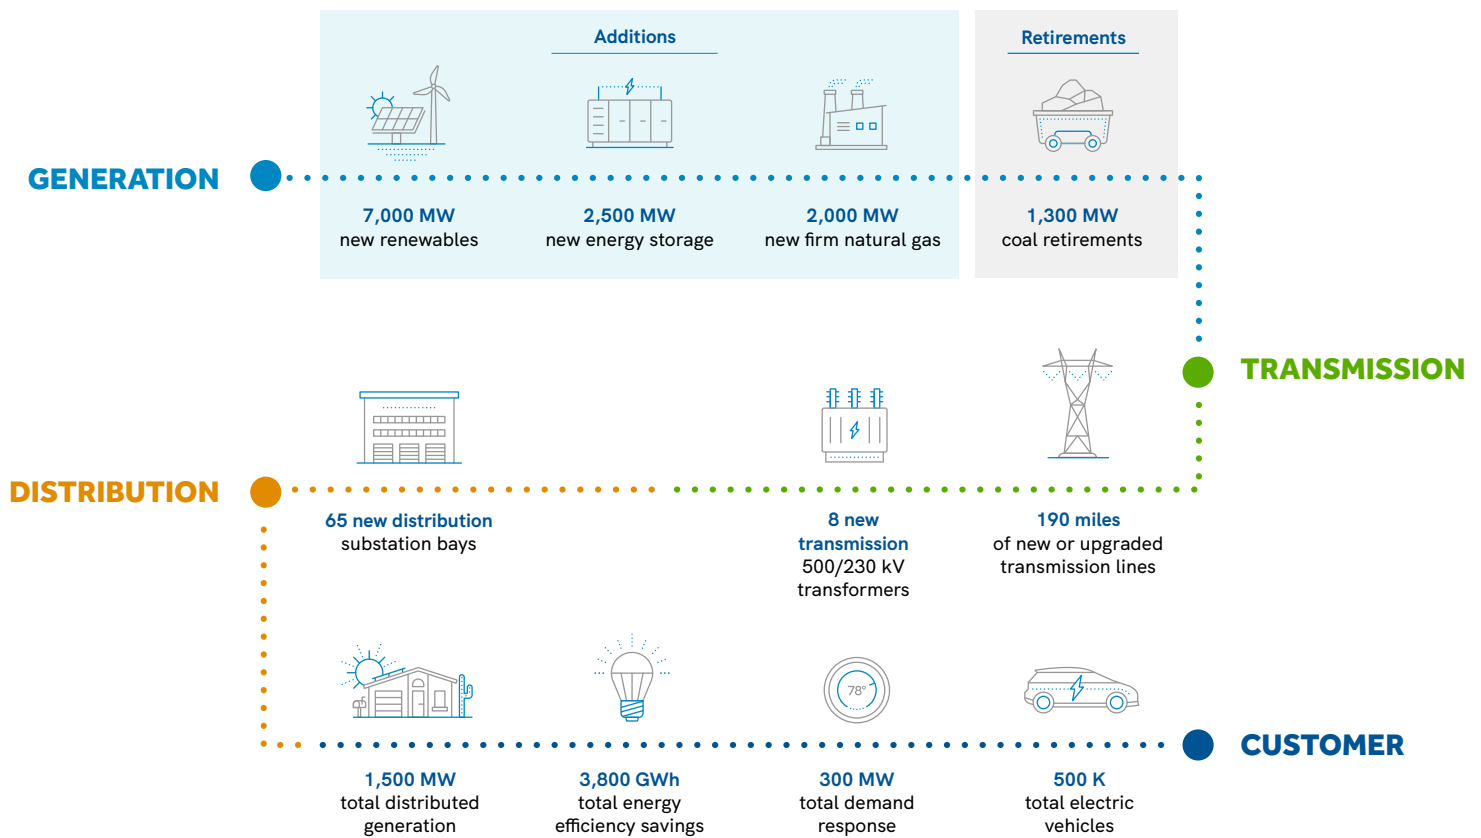 Additions
Retirements
GENERATION
7,000 MW
new renewables
2,500 MW
new energy storage
2,000 MW
new firm natural gas
1,300 MW
coal retirements
TRANSMISSION
DISTRIBUTION
65 new distribution
substation bays
8 new
transmission
500/230 kV
transformers
190 miles
of new or upgraded
transmission lines
78°
CUSTOMER
1,500 MW
total distributed
generation
3,800 GWh
total energy
efficiency savings
300 MW
total demand
response
500 K
total electric
vehicles